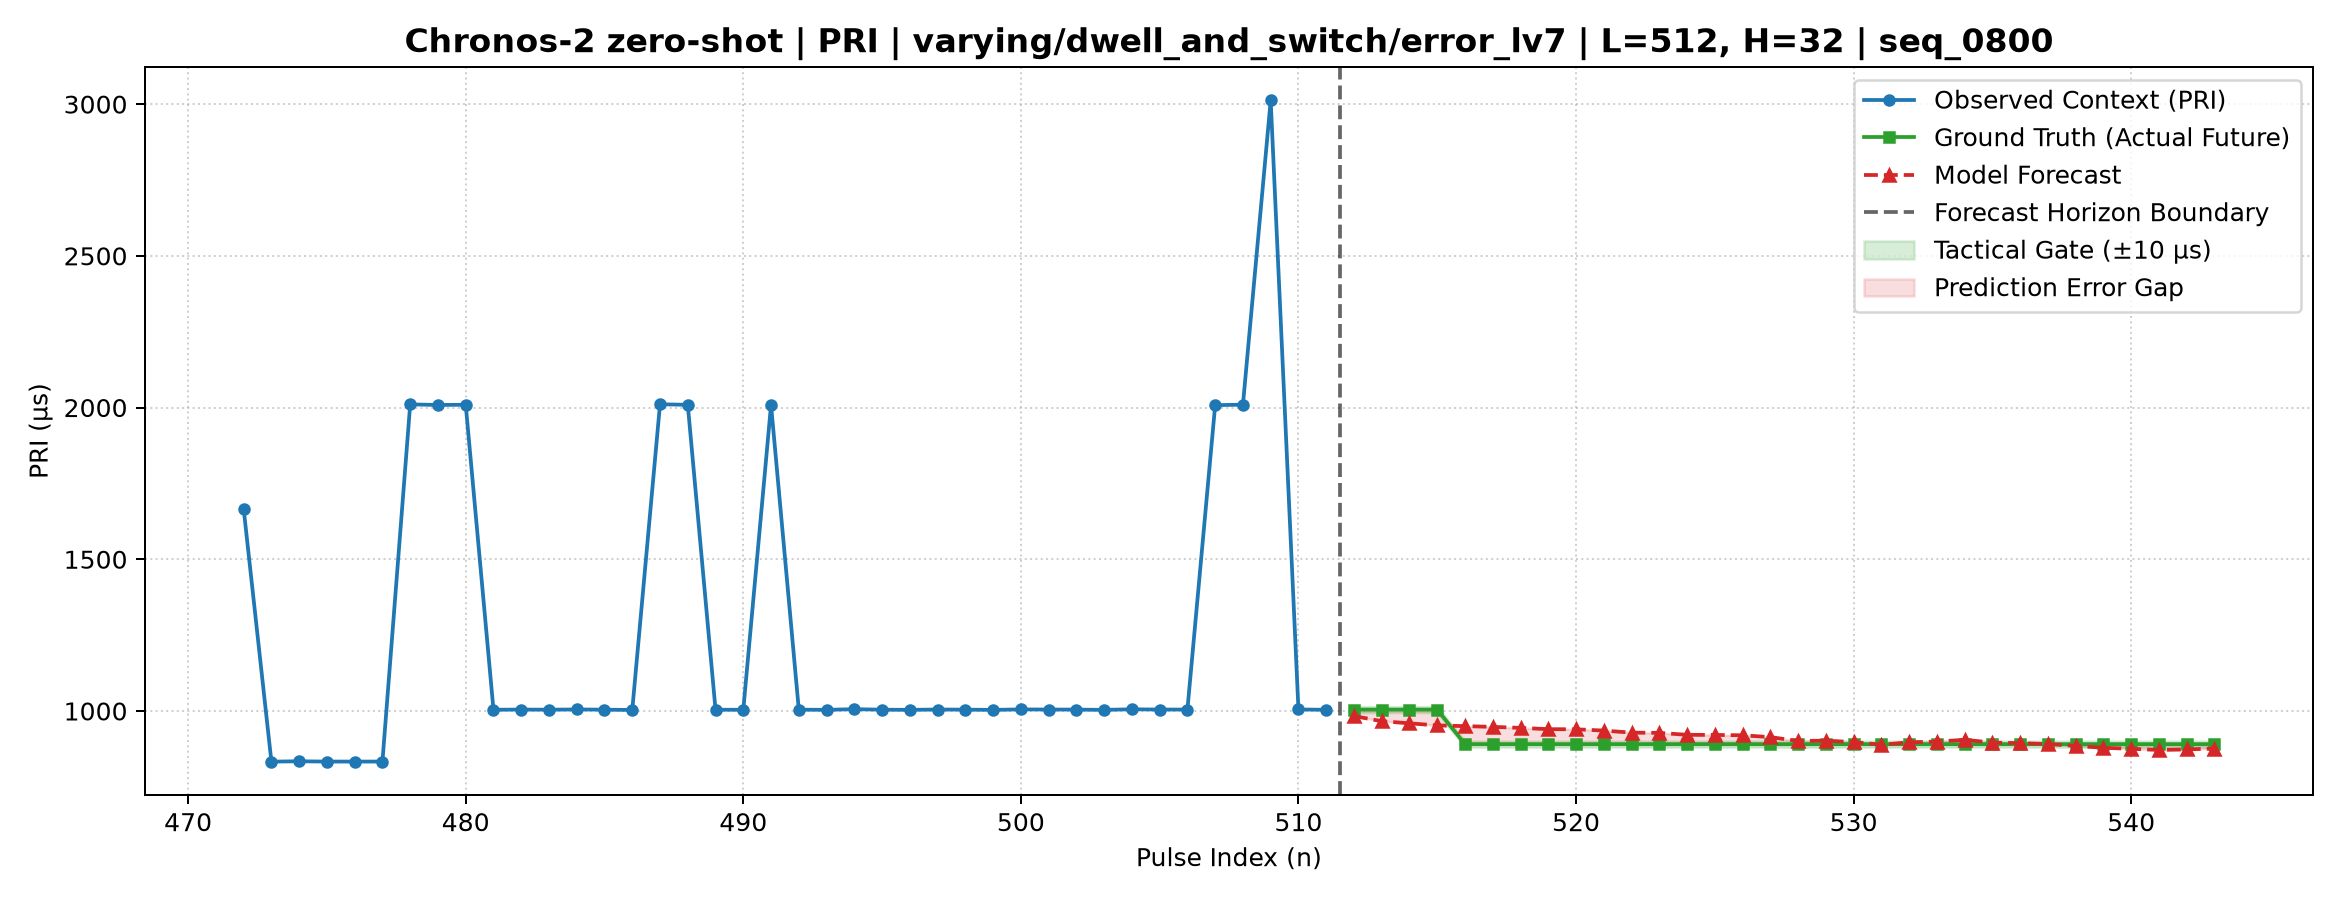 Chronos-2 zero-shot | PRI | varying/dwell_and_switch/error_lv7 | L=512, H=32 | seq_0800
Observed Context (PRI)
Ground Truth (Actual Future)
Model Forecast
Forecast Horizon Boundary
Tactical Gate (±10 μs)
Prediction Error Gap
PRI (μs)
3000
2500
2000
1500
1000
470 480 490 500 510 520 530 540
Pulse Index (n)